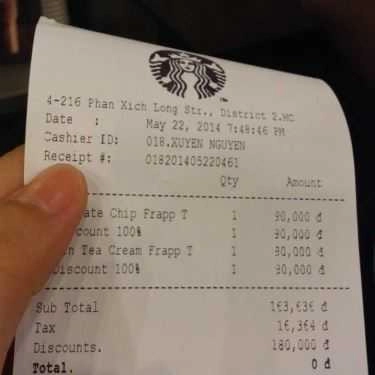 4-216 Phan Xich Long Str., District 2.HC
Date : May 22, 2014 7:48:46 PM
Cashier ID: 018.XUYEN NGUYEN
Receipt #: 018201405220461
Qty Amount
ate Chip Frapp T 1 90,000 đ
count 100% 1 90,000 đ
n Tea Cream Frapp T 1 90,000 đ
Discount 100% 1 90,000 đ
Sub Total 163,636 đ
Tax 16,364 đ
Discounts. 180,000 đ
Total. 0 đ